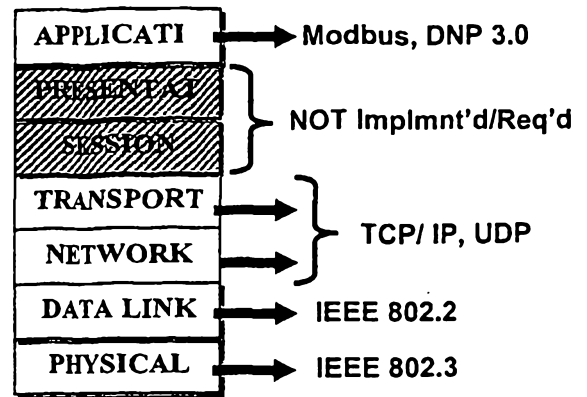 APPLICATI Modbus, DNP 3.0
PRESENTAT
NOT Implmnt'd/Req'd
SESSION
TRANSPORT
TCP/ IP, UDP
NETWORK
DATA LINK IEEE 802.2
PHYSICAL IEEE 802.3